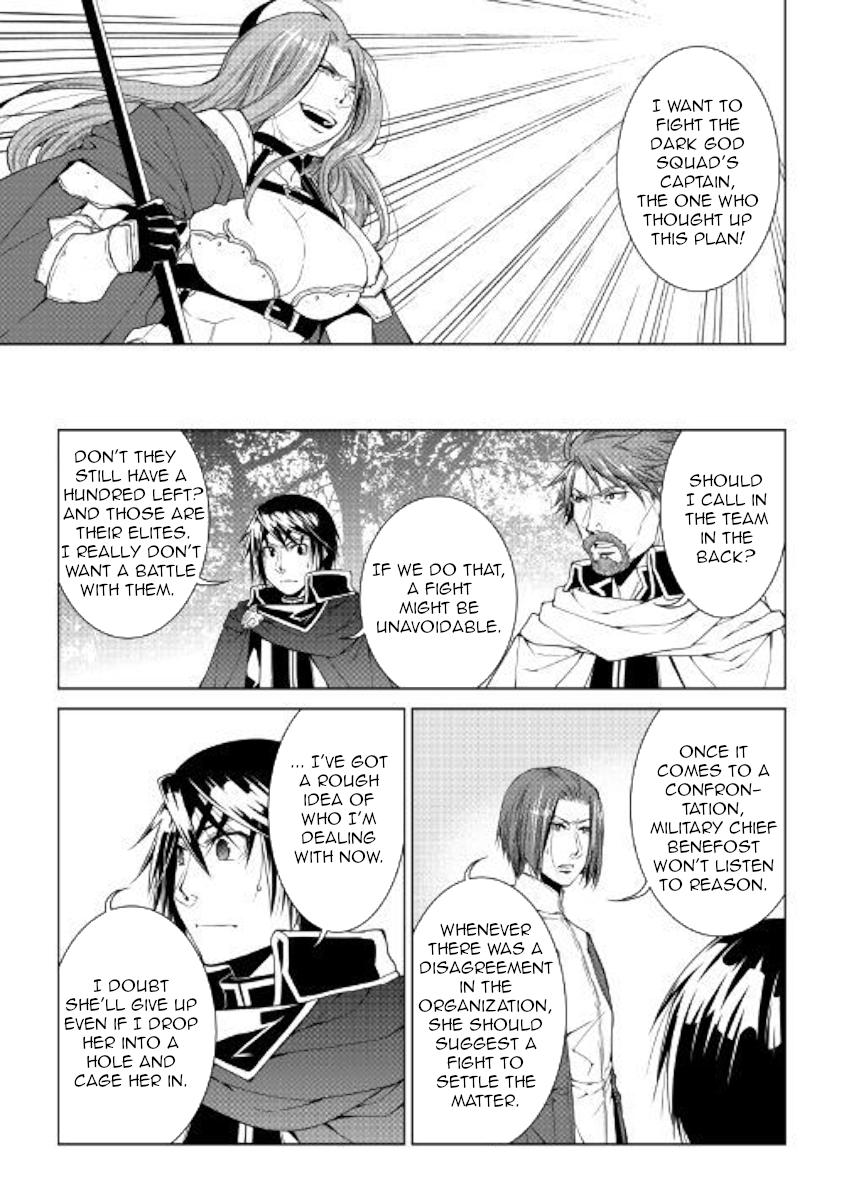 I WANT TO
FIGHT THE
DARK GOD
SQUAD'S
CAPTAIN,
THE ONE WHO
THOUGHT UP
THIS PLAN!
SHOULD
I CALL IN
THE TEAM
IN THE
BACK?
IF WE DO THAT,
A FIGHT
MIGHT BE
UNAVOIDABLE.
DON'T THEY
STILL HAVE A
HUNDRED LEFT?
AND THOSE ARE
THEIR ELITES.
I REALLY DON'T
WANT A BATTLE
WITH THEM.
ONCE IT
COMES TO A
CONFRON-
TATION,
MILITARY CHIEF
BENEFOST
WON'T LISTEN
TO REASON.
WHENEVER
THERE WAS A
DISAGREEMENT
IN THE
ORGANIZATION,
SHE SHOULD
SUGGEST A
FIGHT TO
SETTLE THE
MATTER.
... I'VE GOT
A ROUGH
IDEA OF
WHO I'M
DEALING
WITH NOW.
I DOUBT
SHE'LL GIVE UP
EVEN IF I DROP
HER INTO A
HOLE AND
CAGE HER IN.